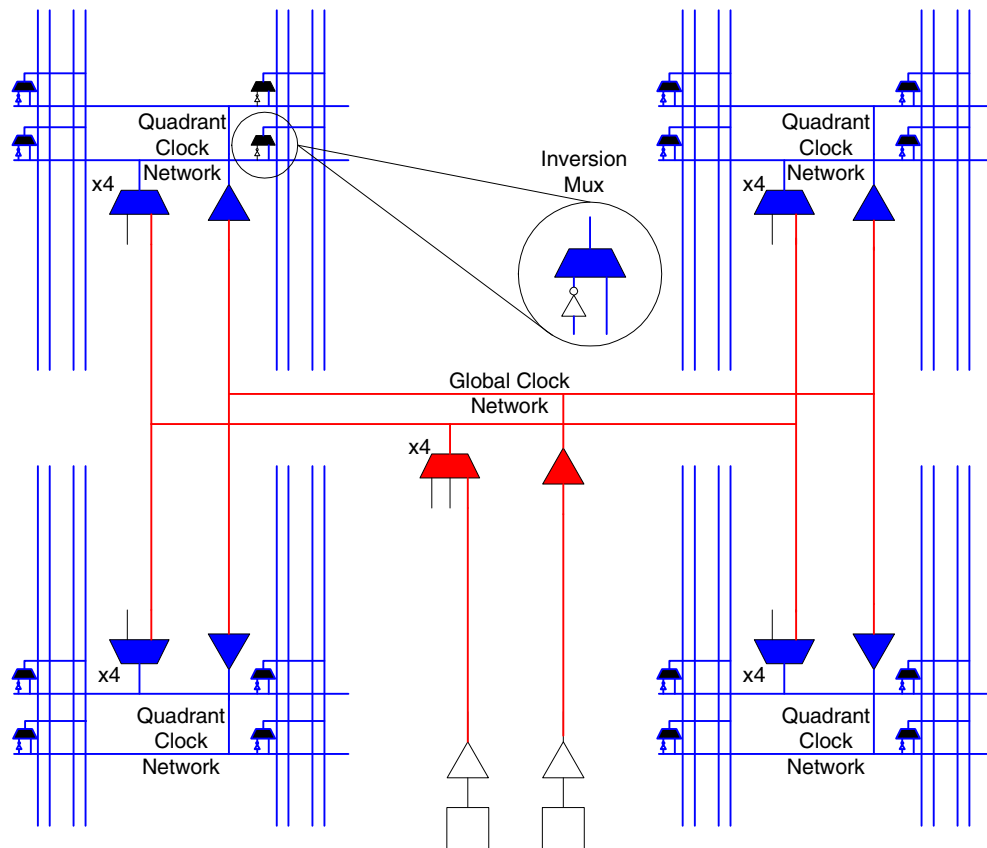 Quadrant
Clock
Network
x4
Quadrant
Clock
Network
x4
Inversion
Mux
Global Clock
Network
x4
x4
Quadrant
Clock
Network
x4
Quadrant
Clock
Network